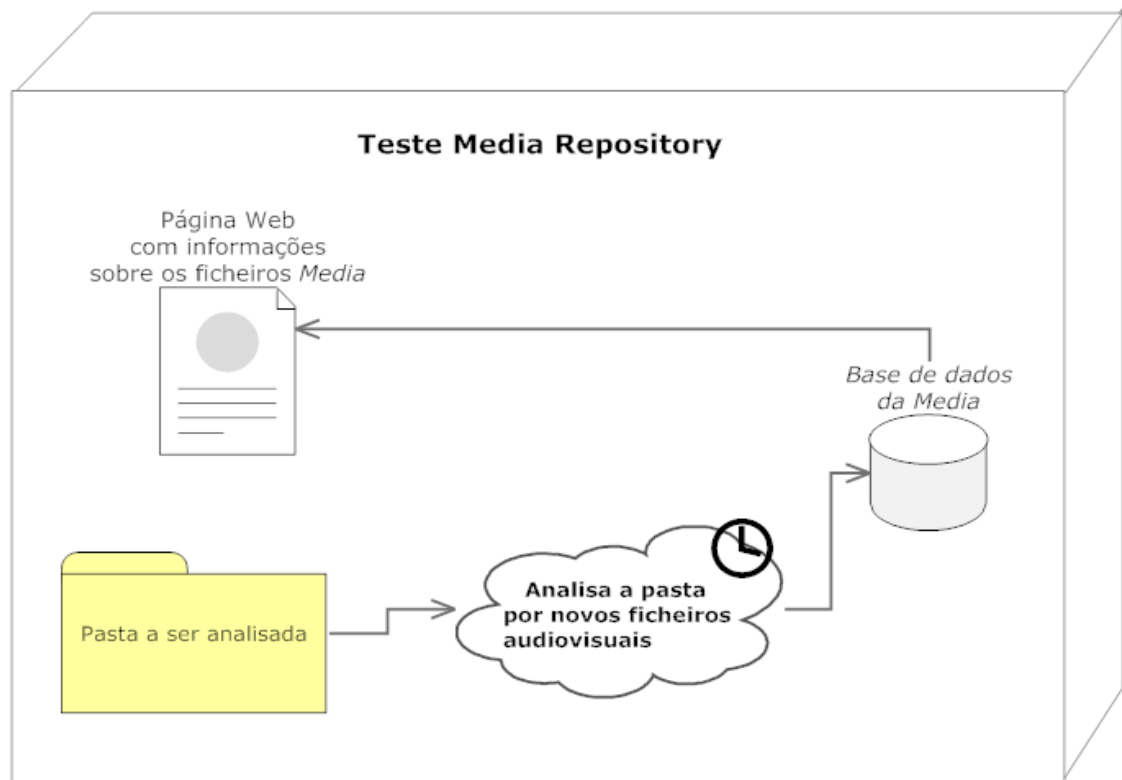 Teste Media Repository
Página Web
com informações
sobre os ficheiros Media
Base de dados
da Media
Pasta a ser analisada
Analisa a pasta
por novos ficheiros
audiovisuais